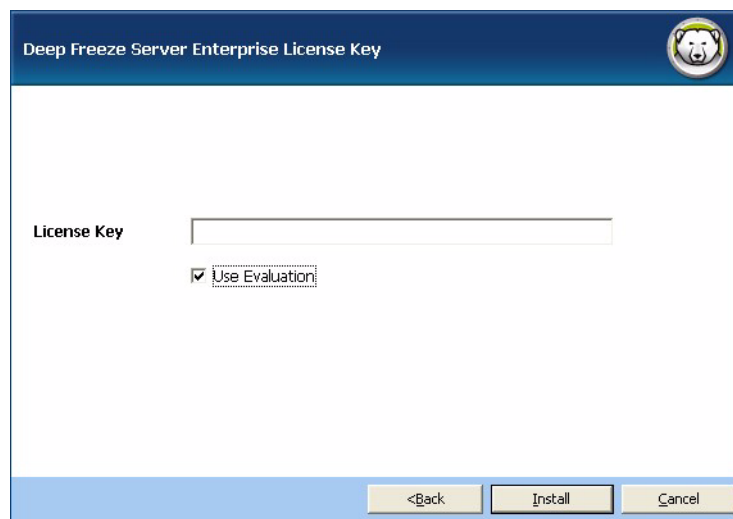 Deep Freeze Server Enterprise License Key
License Key
Use Evaluation
<Back Install Cancel